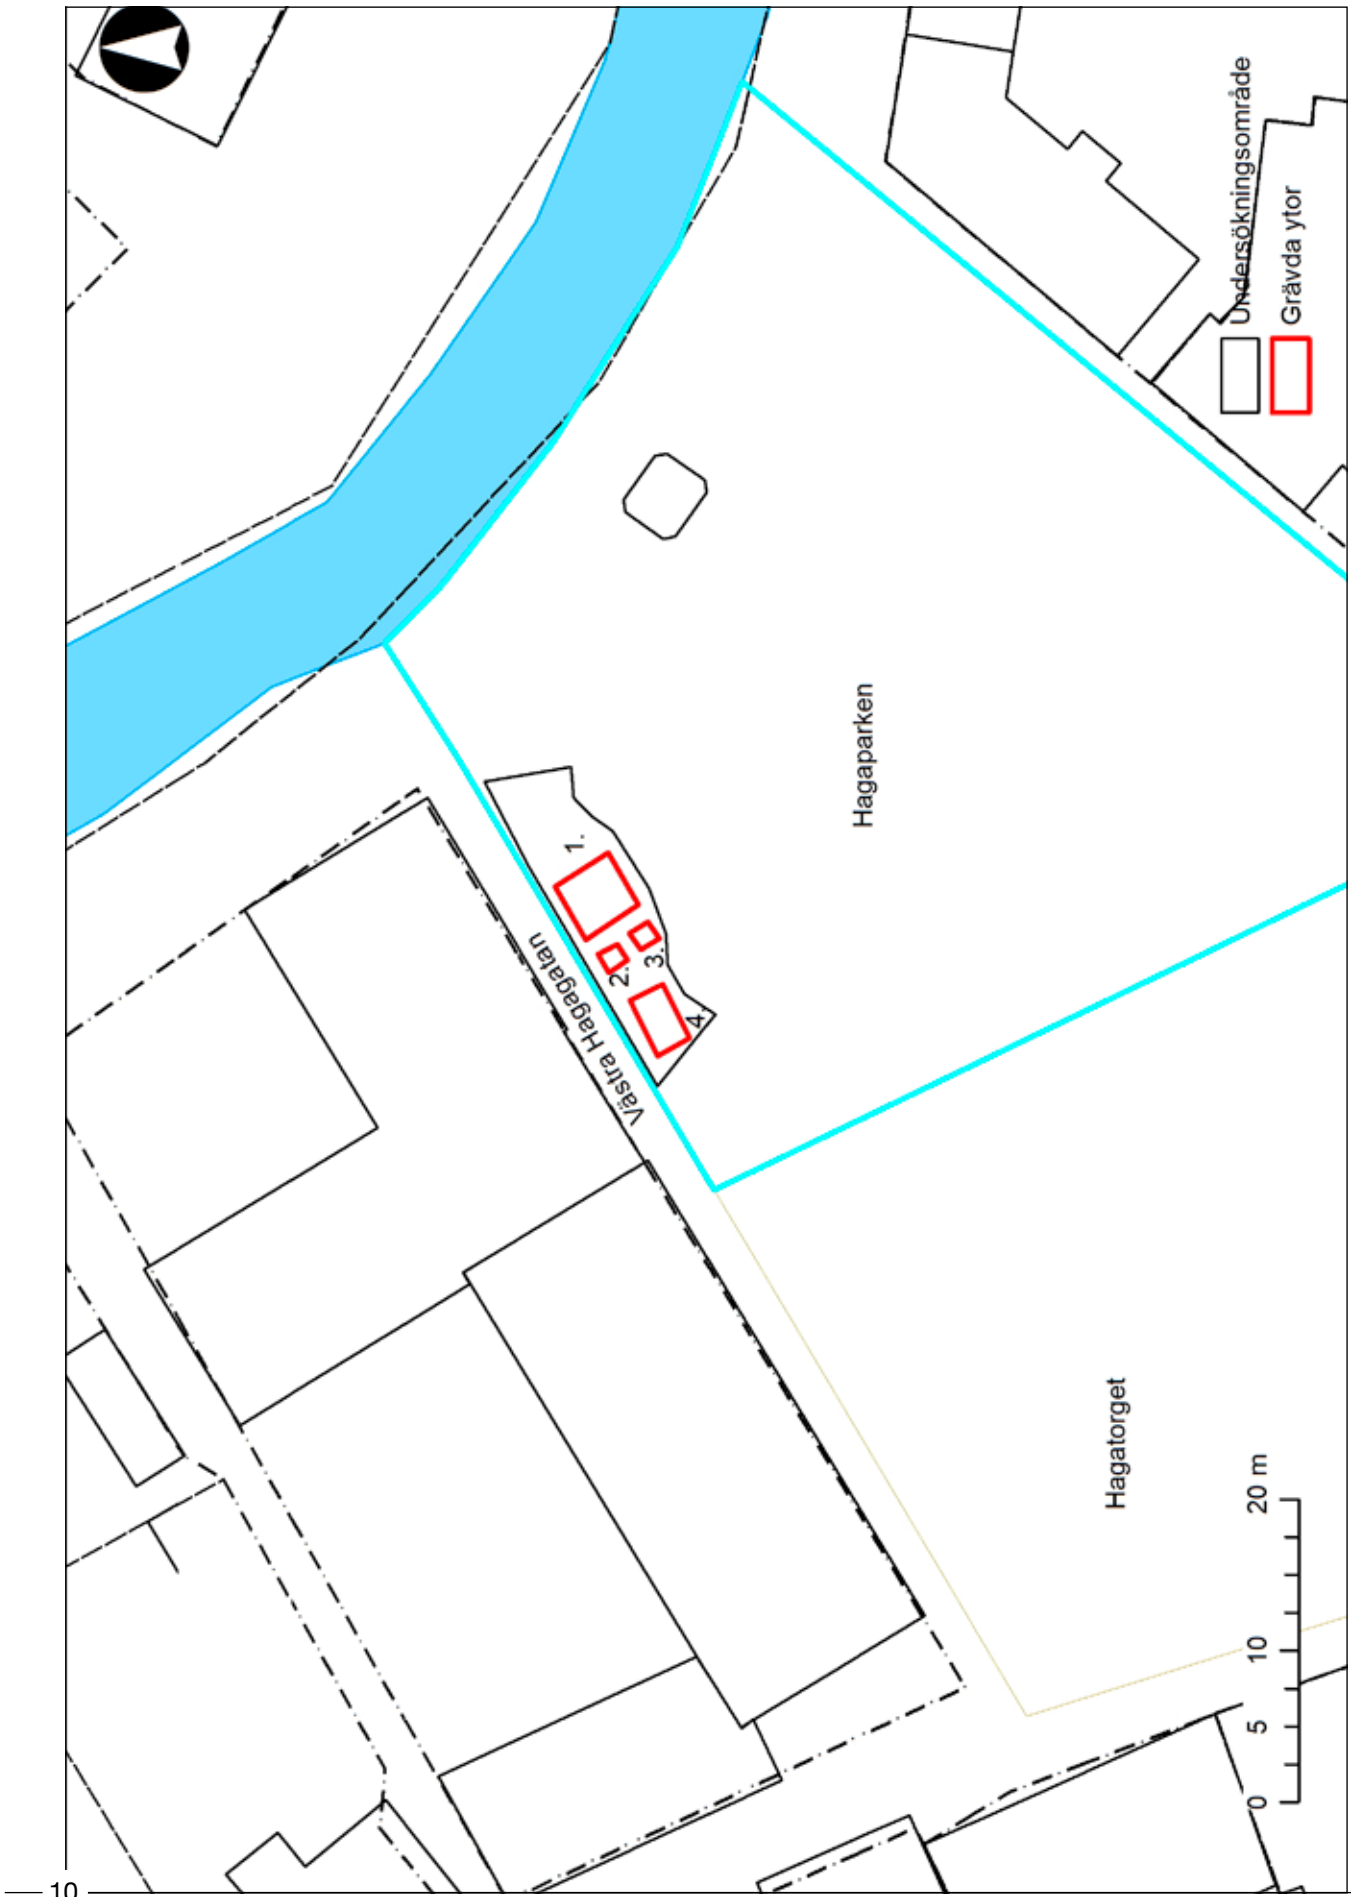 Undersökningsområde
Grävda ytor
Hagaparken
Västra Hagagatan
1.
2.
3.
4.
Hagatorget
0 5 10 20 m
10